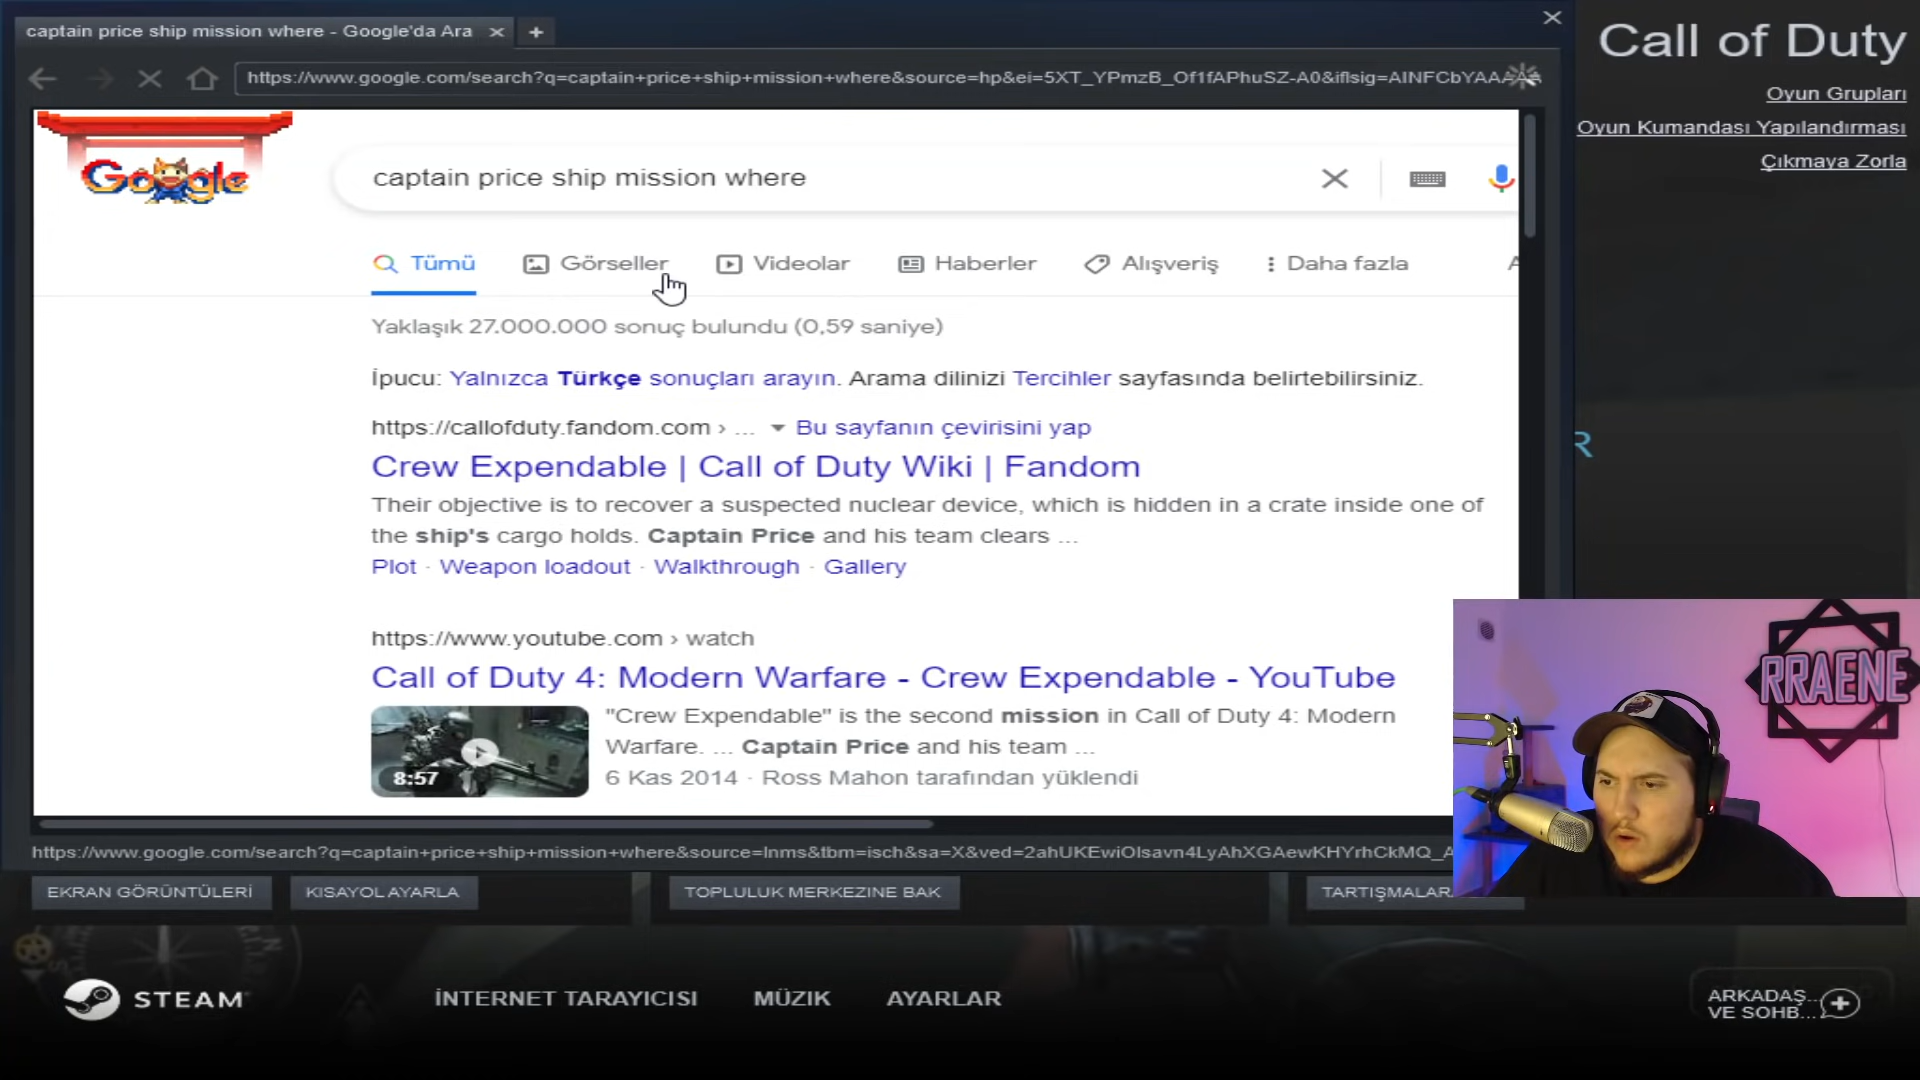 captain price ship mission where - Google'da Ara
Call of Duty
https://www.google.com/search?q=captain+price+ship+mission+where&source=hp&ei=5XT_YPmzB_Of1fAPhuSZ-A0&iflsig=AINFCbYAAAAA
Oyun Grupları
Oyun Kumandası Yapılandırması
Çıkmaya Zorla
Google
captain price ship mission where
Tümü Görseller Videolar Haberler Alışveriş Daha fazla A
Yaklaşık 27.000.000 sonuç bulundu (0,59 saniye)
İpucu: Yalnızca Türkçe sonuçları arayın. Arama dilinizi Tercihler sayfasında belirtebilirsiniz.
https://callofduty.fandom.com › ... Bu sayfanın çevirisini yap
R
Crew Expendable | Call of Duty Wiki | Fandom
Their objective is to recover a suspected nuclear device, which is hidden in a crate inside one of
the ship's cargo holds. Captain Price and his team clears ...
Plot · Weapon loadout · Walkthrough · Gallery
https://www.youtube.com › watch
Call of Duty 4: Modern Warfare - Crew Expendable - YouTube
"Crew Expendable" is the second mission in Call of Duty 4: Modern
Warfare. ... Captain Price and his team ...
8:57
6 Kas 2014 · Ross Mahon tarafından yüklendi
RRAENE
https://www.google.com/search?q=captain+price+ship+mission+where&source=lnms&tbm=isch&sa=X&ved=2ahUKEwiOlsavn4LyAhXGAewKHYrhCkMQ_A
EKRAN GÖRÜNTÜLERİ KISAYOL AYARLA TOPLULUK MERKEZINE BAK TARTIŞMALARA
STEAM İNTERNET TARAYICISI MÜZIK AYARLAR
ARKADAŞ...
VE SOHB...